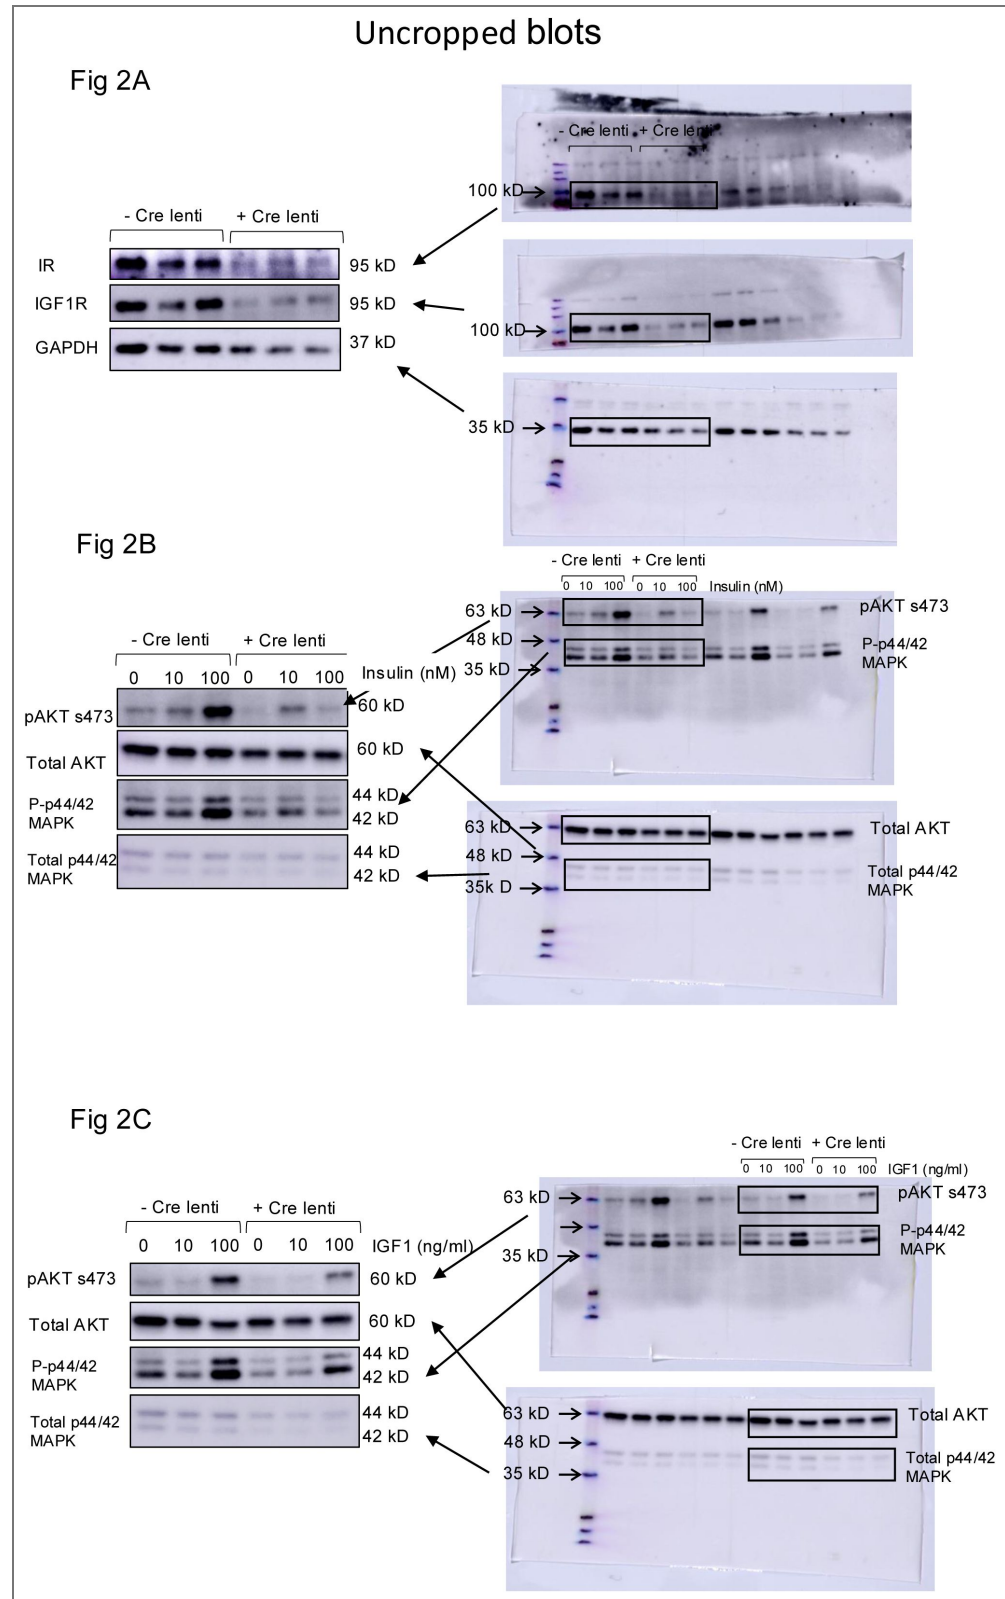 Uncropped blots
Fig 2A
- Cre lenti + Cre lenti
100 kD
- Cre lenti + Cre lenti
IR 95 kD
IGF1R 95 kD
GAPDH 37 kD
100 kD
35 kD
Fig 2B
- Cre lenti + Cre lenti
0 10 100 0 10 100 Insulin (nM)
63 kD pAKT s473
48 kD P-p44/42
MAPK
35 kD
- Cre lenti + Cre lenti
0 10 100 0 10 100 Insulin (nM)
pAKT s473 60 kD
Total AKT 60 kD
P-p44/42
MAPK
44 kD
42 kD
Total p44/42
MAPK
44 kD
42 kD
63 kD Total AKT
48 kD Total p44/42
MAPK
35k D
Fig 2C
- Cre lenti + Cre lenti
0 10 100 0 10 100 IGF1 (ng/ml)
63 kD pAKT s473
P-p44/42
MAPK
35 kD
- Cre lenti + Cre lenti
0 10 100 0 10 100 IGF1 (ng/ml)
pAKT s473 60 kD
Total AKT 60 kD
P-p44/42
MAPK
44 kD
42 kD
Total p44/42
MAPK
44 kD
42 kD
63 kD Total AKT
48 kD Total p44/42
MAPK
35 kD